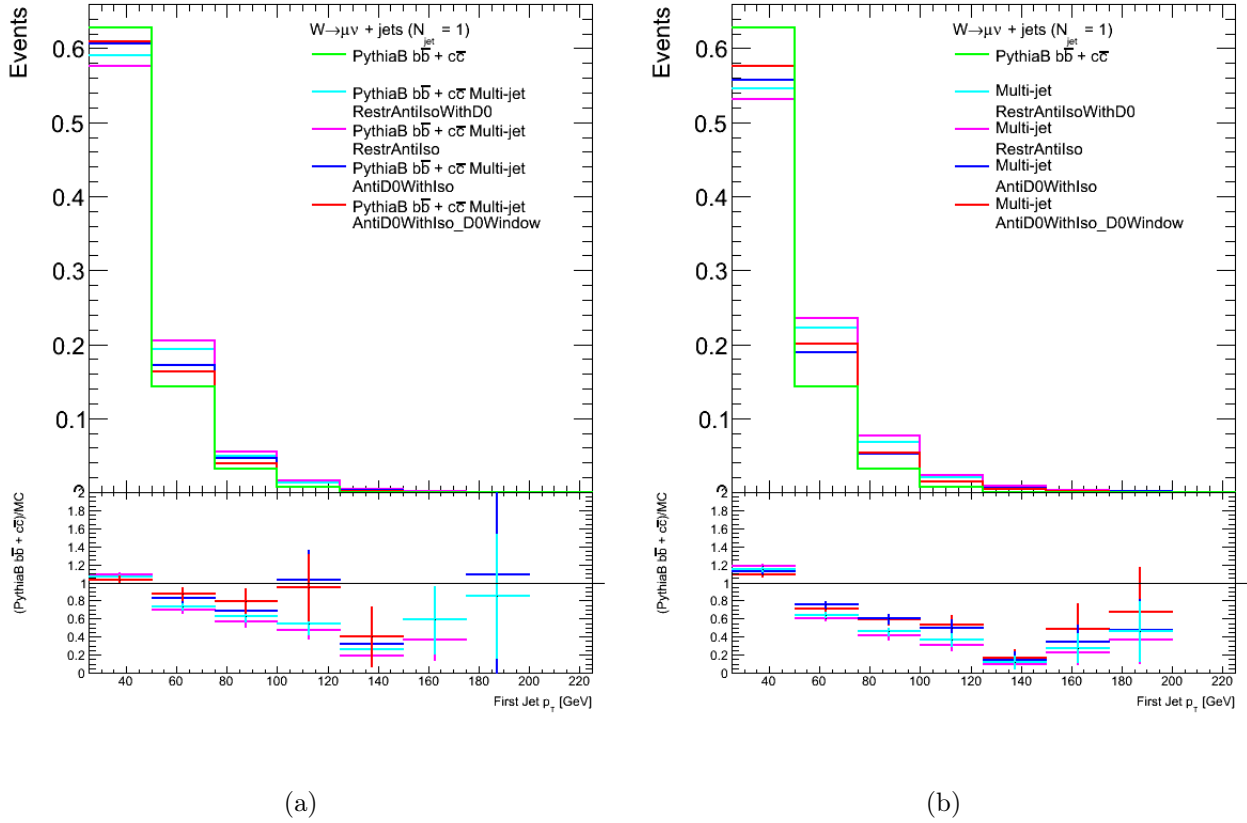 W→μν + jets (N_jet = 1)
PythiaB bb̅ + cc̅
PythiaB bb̅ + cc̅ Multi-jet
RestrAntiIsoWithD0
PythiaB bb̅ + cc̅ Multi-jet
RestrAntiIso
PythiaB bb̅ + cc̅ Multi-jet
AntiD0WithIso
PythiaB bb̅ + cc̅ Multi-jet
AntiD0WithIso_D0Window
Events
0.6
0.5
0.4
0.3
0.2
0.1
(PythiaB bb̅ + cc̅)/MC
2
1.8
1.6
1.4
1.2
1
0.8
0.6
0.4
0.2
0
40 60 80 100 120 140 160 180 200 220
First Jet p_T [GeV]
(a)
W→μν + jets (N_jet = 1)
PythiaB bb̅ + cc̅
Multi-jet
RestrAntiIsoWithD0
Multi-jet
RestrAntiIso
Multi-jet
AntiD0WithIso
Multi-jet
AntiD0WithIso_D0Window
Events
0.6
0.5
0.4
0.3
0.2
0.1
(PythiaB bb̅ + cc̅)/MC
2
1.8
1.6
1.4
1.2
1
0.8
0.6
0.4
0.2
0
40 60 80 100 120 140 160 180 200 220
First Jet p_T [GeV]
(b)